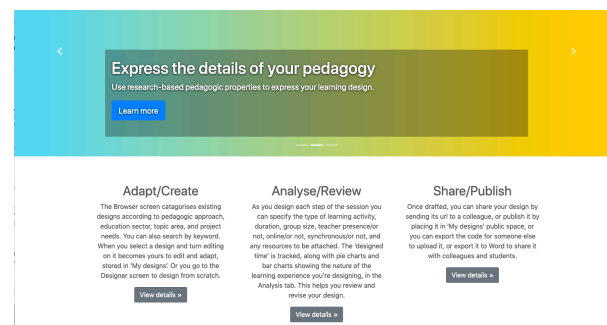 Express the details of your pedagogy
Use research-based pedagogic properties to express your learning design.
Learn more
Adapt/Create
The Browser screen catagorises existing
designs according to pedagogic approach,
education sector, topic area, and project
needs. You can also search by keyword.
When you select a design and turn editing
on it becomes yours to edit and adapt,
stored in 'My designs'. Or you go to the
Designer screen to design from scratch.
View details »
Analyse/Review
As you design each step of the session you
can specify the type of learning activity,
duration, group size, teacher presence/or
not, online/or not, synchronous/or not, and
any resources to be attached. The 'designed
time' is tracked, along with pie charts and
bar charts showing the nature of the
learning experience you're designing, in the
Analysis tab. This helps you review and
revise your design.
View details »
Share/Publish
Once drafted, you can share your design by
sending its url to a colleague, or publish it by
placing it in 'My designs' public space, or
you can export the code for someone else
to upload it, or export it to Word to share it
with colleagues and students.
View details »